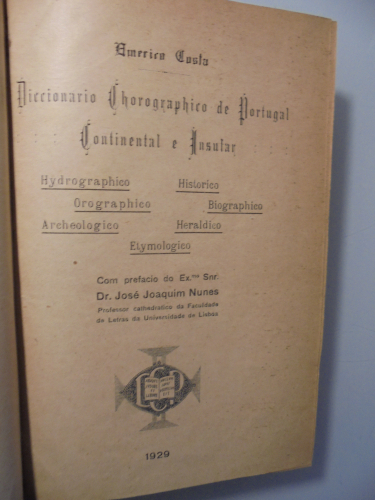 Emerico Costa
Diccionario Chorographico de Portugal
Continental e Insular
Hydrographico Historico
Orographico Biographico
Archeologico Heraldico
Etymologico
Com prefacio do Ex.mo Snr.
Dr. José Joaquim Nunes
Professor cathedratico da Faculdade
de Letras da Universidade de Lisboa
1929